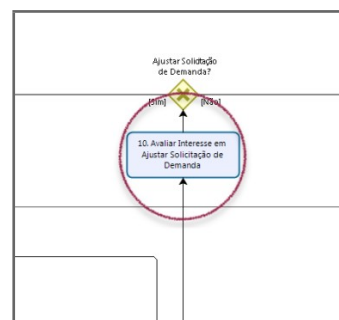 Ajustar Solicitação
de Demanda?
[Sim]
[Não]
10. Avaliar Interesse em
Ajustar Solicitação de
Demanda